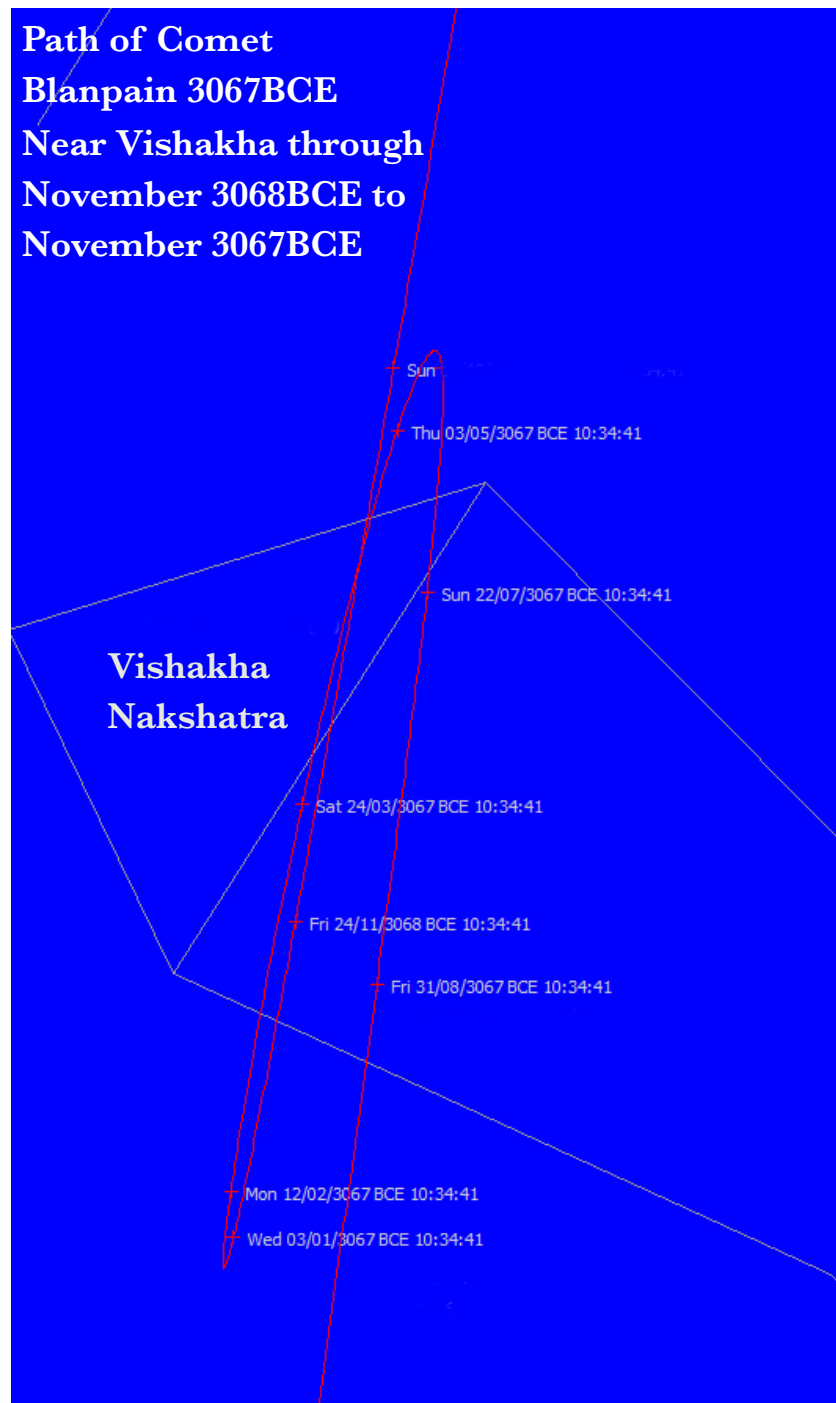 Path of Comet
Blanpain 3067BCE
Near Vishakha through
November 3068BCE to
November 3067BCE
Sun
Thu 03/05/3067 BCE 10:34:41
Sun 22/07/3067 BCE 10:34:41
Vishakha
Nakshatra
Sat 24/03/3067 BCE 10:34:41
Fri 24/11/3068 BCE 10:34:41
Fri 31/08/3067 BCE 10:34:41
Mon 12/02/3067 BCE 10:34:41
Wed 03/01/3067 BCE 10:34:41